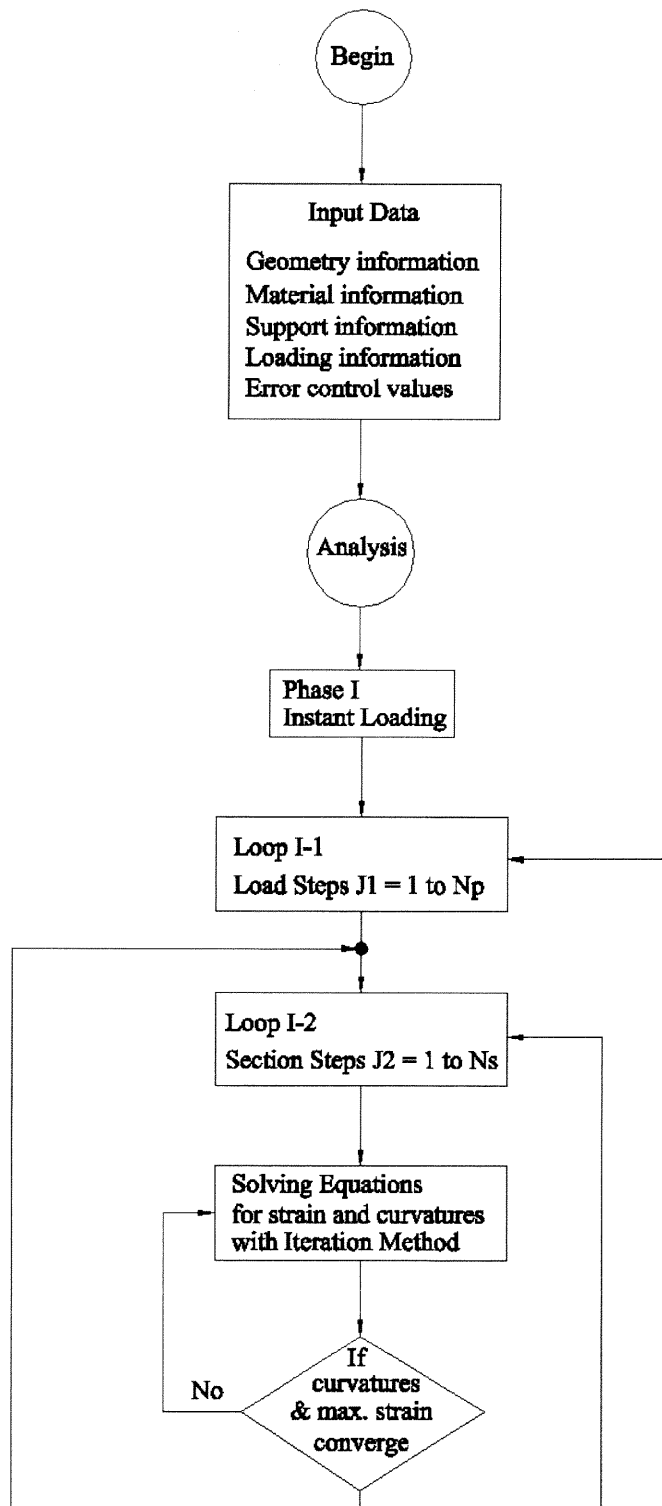 Begin
Input Data
Geometry information
Material information
Support information
Loading information
Error control values
Analysis
Phase I
Instant Loading
Loop I-1
Load Steps J1 = 1 to Np
Loop I-2
Section Steps J2 = 1 to Ns
Solving Equations
for strain and curvatures
with Iteration Method
If
curvatures
& max. strain
converge
No